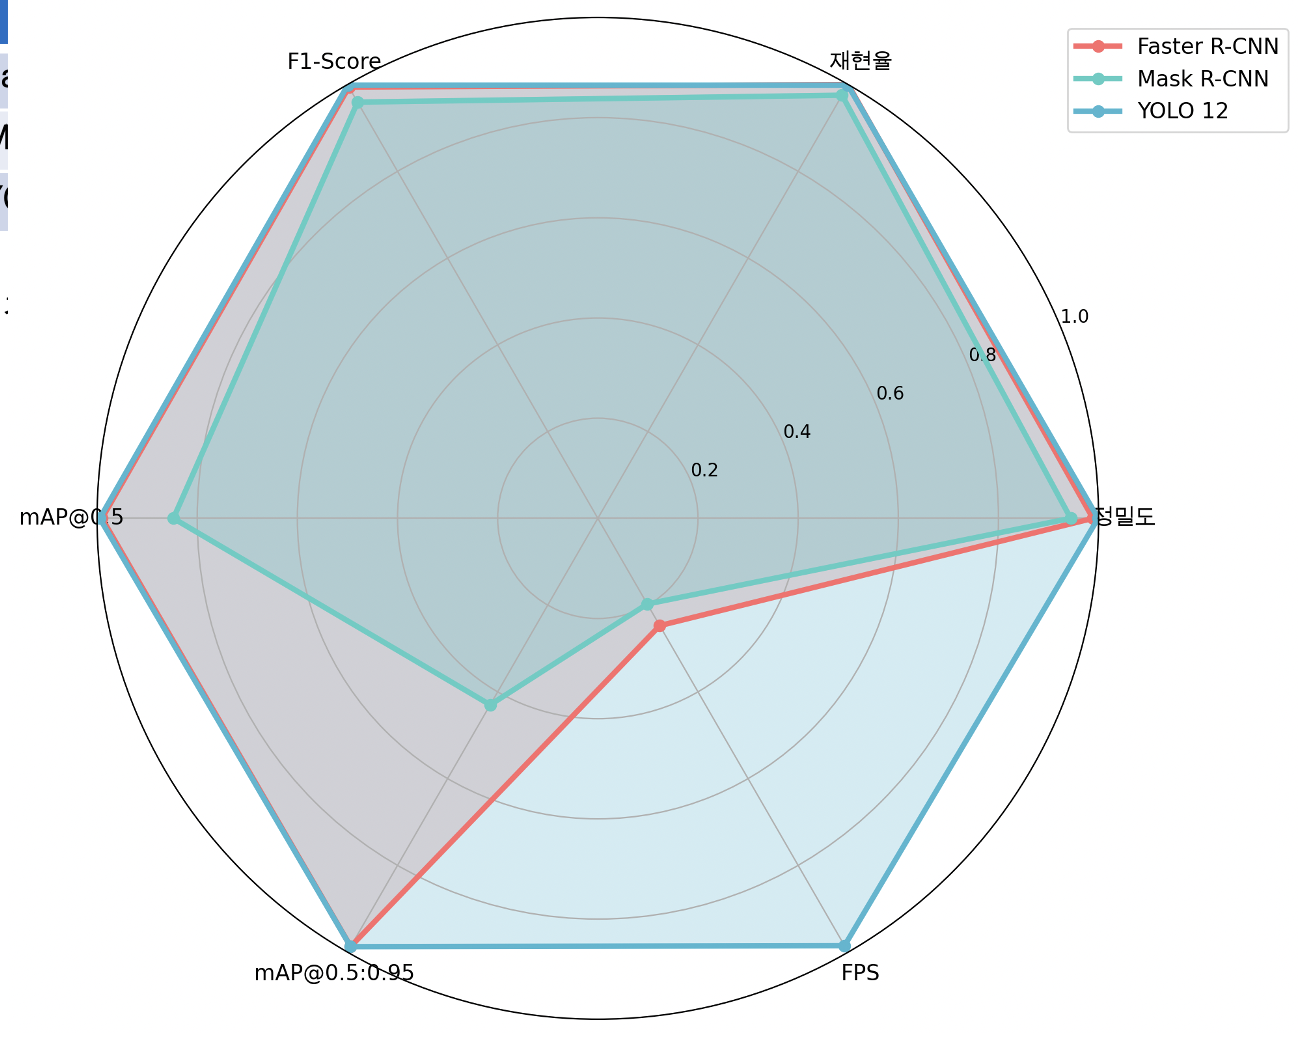 F1-Score
재현율
Faster R-CNN
Mask R-CNN
YOLO 12
1.0
0.8
0.6
0.4
0.2
mAP@0.5
정밀도
mAP@0.5:0.95
FPS